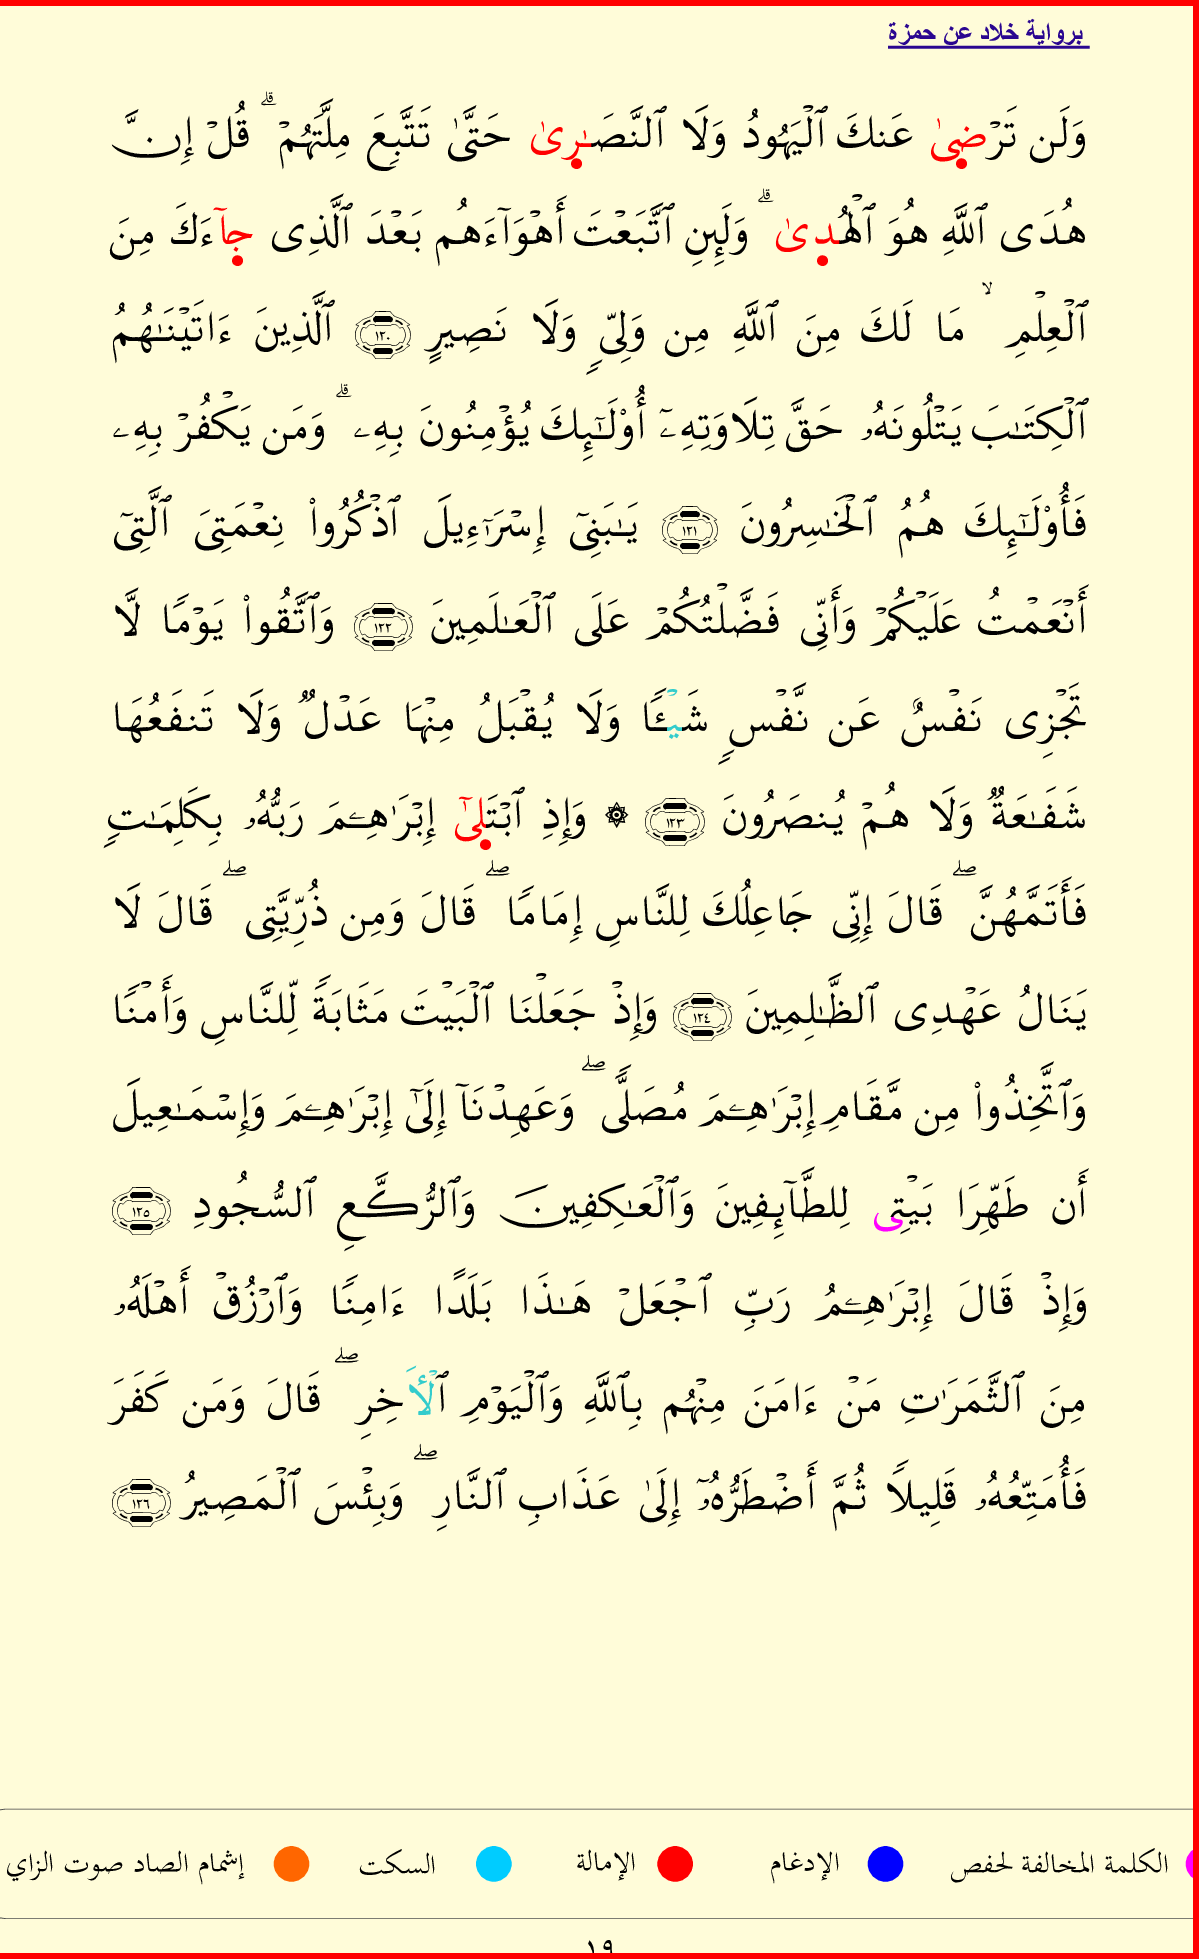 برواية خلاد عن حمزة
وَلَن تَرۡضِىٰ عَنكَ ٱلۡيَهُودُ وَلَا ٱلنَّصَـٰرِىٰ حَتَّىٰ تَتَّبِعَ مِلَّتَهُمۡ ۗ قُلۡ إِنَّ
هُدَى ٱللَّهِ هُوَ ٱلۡهُدِىٰ ۗ وَلَئِنِ ٱتَّبَعۡتَ أَهۡوَآءَهُم بَعۡدَ ٱلَّذِى جِآءَكَ مِنَ
ٱلۡعِلۡمِ ۙ مَا لَكَ مِنَ ٱللَّهِ مِن وَلِىٍّ وَلَا نَصِيرٍ ١٢٠ ٱلَّذِينَ ءَاتَيۡنَـٰهُمُ
ٱلۡكِتَـٰبَ يَتۡلُونَهُۥ حَقَّ تِلَاوَتِهِۦٓ أُوْلَـٰٓئِكَ يُؤۡمِنُونَ بِهِۦ ۗ وَمَن يَكۡفُرۡ بِهِۦ
فَأُوْلَـٰٓئِكَ هُمُ ٱلۡخَـٰسِرُونَ ١٢١ يَـٰبَنِىٓ إِسۡرَٰٓءِيلَ ٱذۡكُرُواْ نِعۡمَتِىَ ٱلَّتِىٓ
أَنۡعَمۡتُ عَلَيۡكُمۡ وَأَنِّى فَضَّلۡتُكُمۡ عَلَى ٱلۡعَـٰلَمِينَ ١٢٢ وَٱتَّقُواْ يَوۡمًا لَّا
تَجۡزِى نَفۡسٌ عَن نَّفۡسٍ شَيۡـًٔا وَلَا يُقۡبَلُ مِنۡهَا عَدۡلٌ وَلَا تَنفَعُهَا
شَفَـٰعَةٌ وَلَا هُمۡ يُنصَرُونَ ١٢٣ ۞ وَإِذِ ٱبۡتَلِىٰٓ إِبۡرَٰهِـۧمَ رَبُّهُۥ بِكَلِمَـٰتٍ
فَأَتَمَّهُنَّ ۖ قَالَ إِنِّى جَاعِلُكَ لِلنَّاسِ إِمَامًا ۖ قَالَ وَمِن ذُرِّيَّتِى ۖ قَالَ لَا
يَنَالُ عَهۡدِى ٱلظَّـٰلِمِينَ ١٢٤ وَإِذۡ جَعَلۡنَا ٱلۡبَيۡتَ مَثَابَةً لِّلنَّاسِ وَأَمۡنًا
وَٱتَّخِذُواْ مِن مَّقَامِ إِبۡرَٰهِـۧمَ مُصَلًّى ۖ وَعَهِدۡنَآ إِلَىٰٓ إِبۡرَٰهِـۧمَ وَإِسۡمَـٰعِيلَ
أَن طَهِّرَا بَيۡتِى لِلطَّآئِفِينَ وَٱلۡعَـٰكِفِينَ وَٱلرُّكَّعِ ٱلسُّجُودِ ١٢٥
وَإِذۡ قَالَ إِبۡرَٰهِـۧمُ رَبِّ ٱجۡعَلۡ هَـٰذَا بَلَدًا ءَامِنًا وَٱرۡزُقۡ أَهۡلَهُۥ
مِنَ ٱلثَّمَرَٰتِ مَنۡ ءَامَنَ مِنۡهُم بِٱللَّهِ وَٱلۡيَوۡمِ ٱلۡأَخِرِ ۖ قَالَ وَمَن كَفَرَ
فَأُمَتِّعُهُۥ قَلِيلًا ثُمَّ أَضۡطَرُّهُۥٓ إِلَىٰ عَذَابِ ٱلنَّارِ ۖ وَبِئۡسَ ٱلۡمَصِيرُ ١٢٦
الكلمة المخالفة لحفص الإدغام الإمالة السكت إشمام الصاد صوت الزاي
١٩